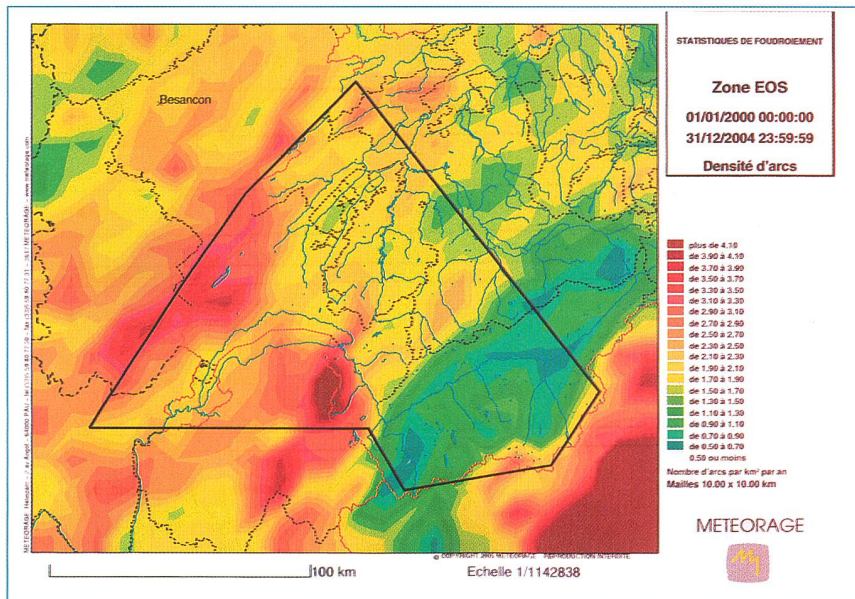 STATISTIQUES DE FOUDROIEMENT
Zone EOS
01/01/2000 00:00:00
31/12/2004 23:59:59
Densité d'arcs
Besancon
plus de 4.10
de 3.90 à 4.10
de 3.70 à 3.90
de 3.50 à 3.70
de 3.30 à 3.50
de 3.10 à 3.30
de 2.90 à 3.10
de 2.70 à 2.90
de 2.50 à 2.70
de 2.30 à 2.50
de 2.10 à 2.30
de 1.90 à 2.10
de 1.70 à 1.90
de 1.50 à 1.70
de 1.30 à 1.50
de 1.10 à 1.30
de 0.90 à 1.10
de 0.70 à 0.90
de 0.50 à 0.70
0.50 ou moins
Nombre d'arcs par km² par an
Mailles 10.00 x 10.00 km
METEORAGE
© COPYRIGHT 2005 METEORAGE REPRODUCTION INTERDITE
100 km
Echelle 1/1142838